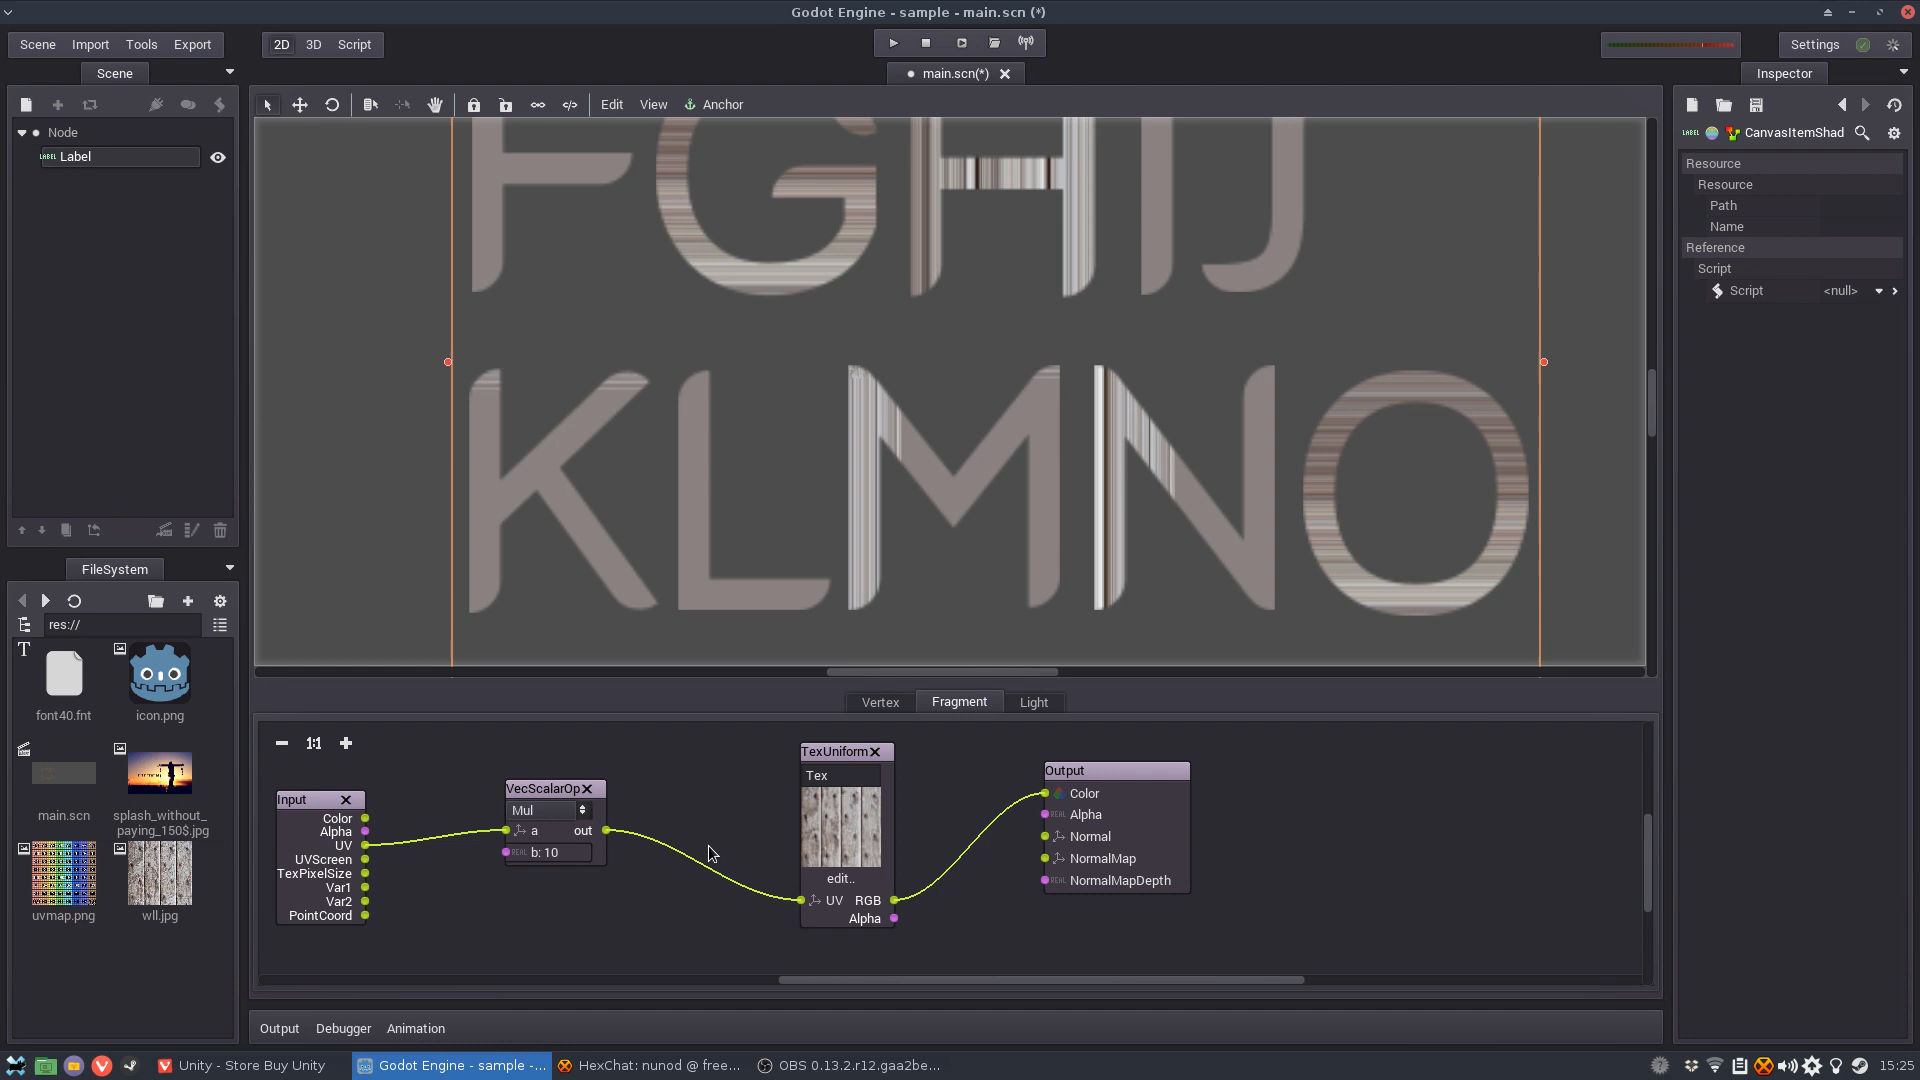 Godot Engine - sample - main.scn (*)
Scene Import Tools Export
2D 3D Script
Settings
Scene
main.scn(*)
Inspector
Edit View Anchor
Node
LABEL Label
LABEL CanvasItemShad
Resource
Resource
Path
Name
Reference
Script
Script <null>
FGHIJ
KLMNO
FileSystem
res://
T
font40.fnt
icon.png
main.scn
splash_without_
paying_150$.jpg
uvmap.png
wll.jpg
Vertex Fragment Light
1:1
Input
Color
Alpha
UV
UVScreen
TexPixelSize
Var1
Var2
PointCoord
VecScalarOp
Mul
a out
REAL b: 10
TexUniform
Tex
edit..
UV RGB
Alpha
Output
Color
REAL Alpha
Normal
NormalMap
REAL NormalMapDepth
Output Debugger Animation
Unity - Store Buy Unity
Godot Engine - sample -...
HexChat: nunod @ free...
OBS 0.13.2.r12.gaa2be...
15:25